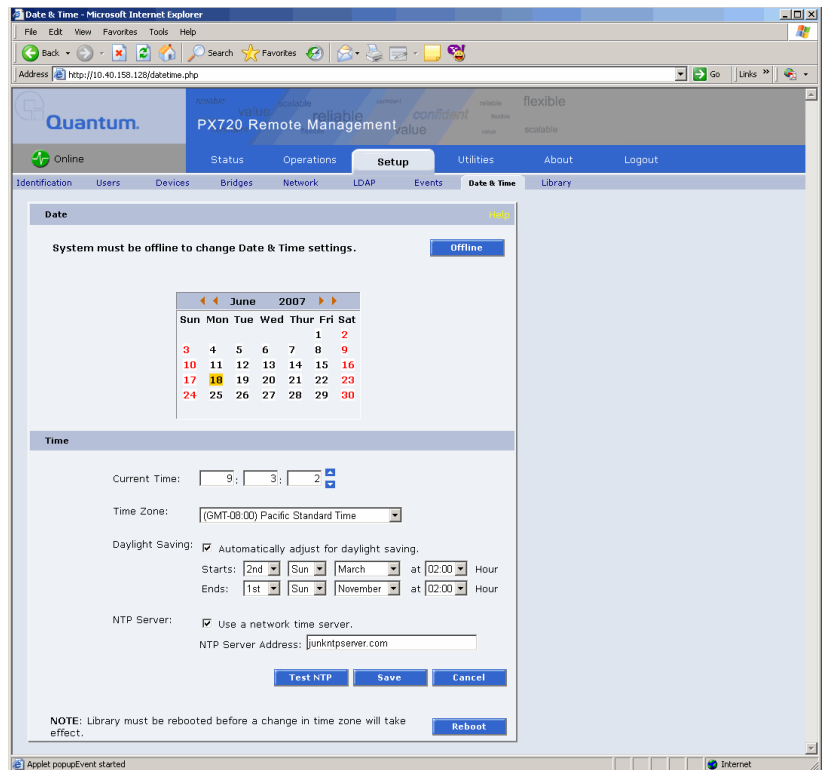 Date & Time - Microsoft Internet Explorer
File Edit View Favorites Tools Help
Back Search Favorites
Address http://10.40.158.128/datetime.php Go Links »
Quantum.
PX720 Remote Management
value scalable reliable confident value reliable flexible scalable
Online Status Operations Setup Utilities About Logout
Identification Users Devices Bridges Network LDAP Events Date & Time Library
Date Help
System must be offline to change Date & Time settings. Offline
June 2007
Sun Mon Tue Wed Thur Fri Sat
1 2
3 4 5 6 7 8 9
10 11 12 13 14 15 16
17 18 19 20 21 22 23
24 25 26 27 28 29 30
Time
Current Time: 9: 3: 2
Time Zone: (GMT-08:00) Pacific Standard Time
Daylight Saving: Automatically adjust for daylight saving.
Starts: 2nd Sun March at 02:00 Hour
Ends: 1st Sun November at 02:00 Hour
NTP Server: Use a network time server.
NTP Server Address: junkntpserver.com
Test NTP Save Cancel
NOTE: Library must be rebooted before a change in time zone will take
effect.
Reboot
Applet popupEvent started Internet